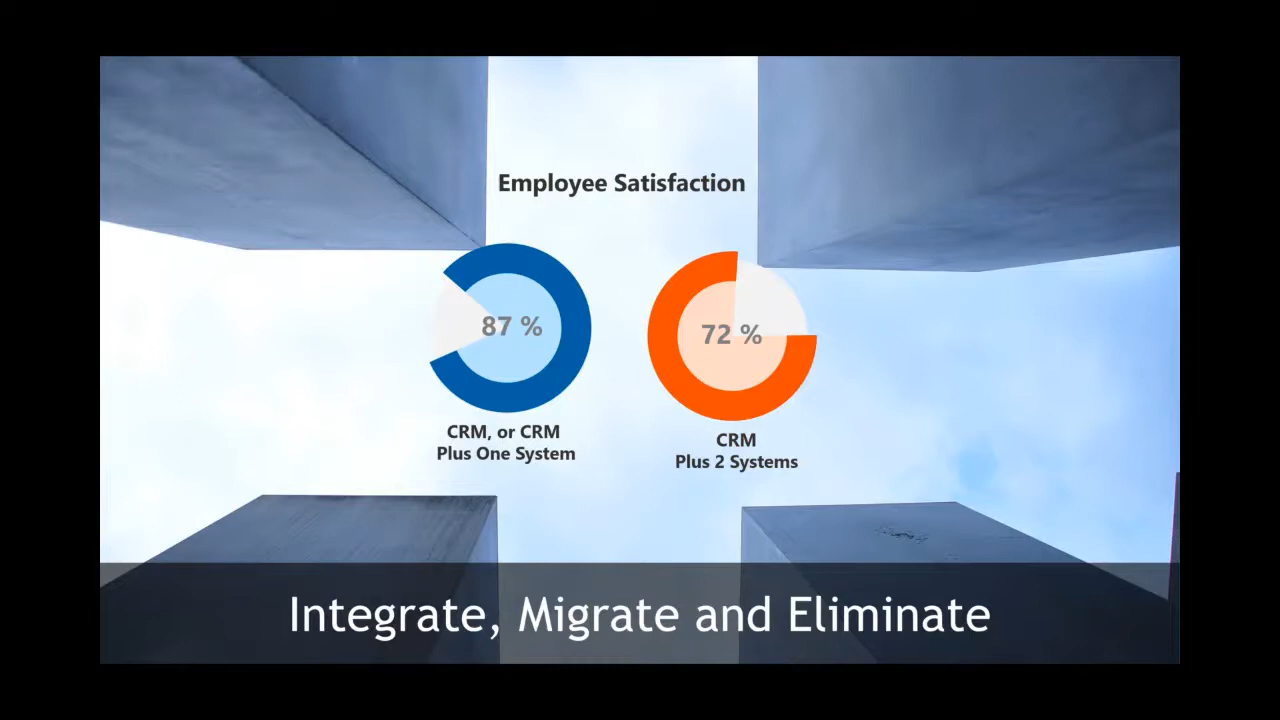 Employee Satisfaction
87 %
72 %
CRM, or CRM
Plus One System
CRM
Plus 2 Systems
Integrate, Migrate and Eliminate